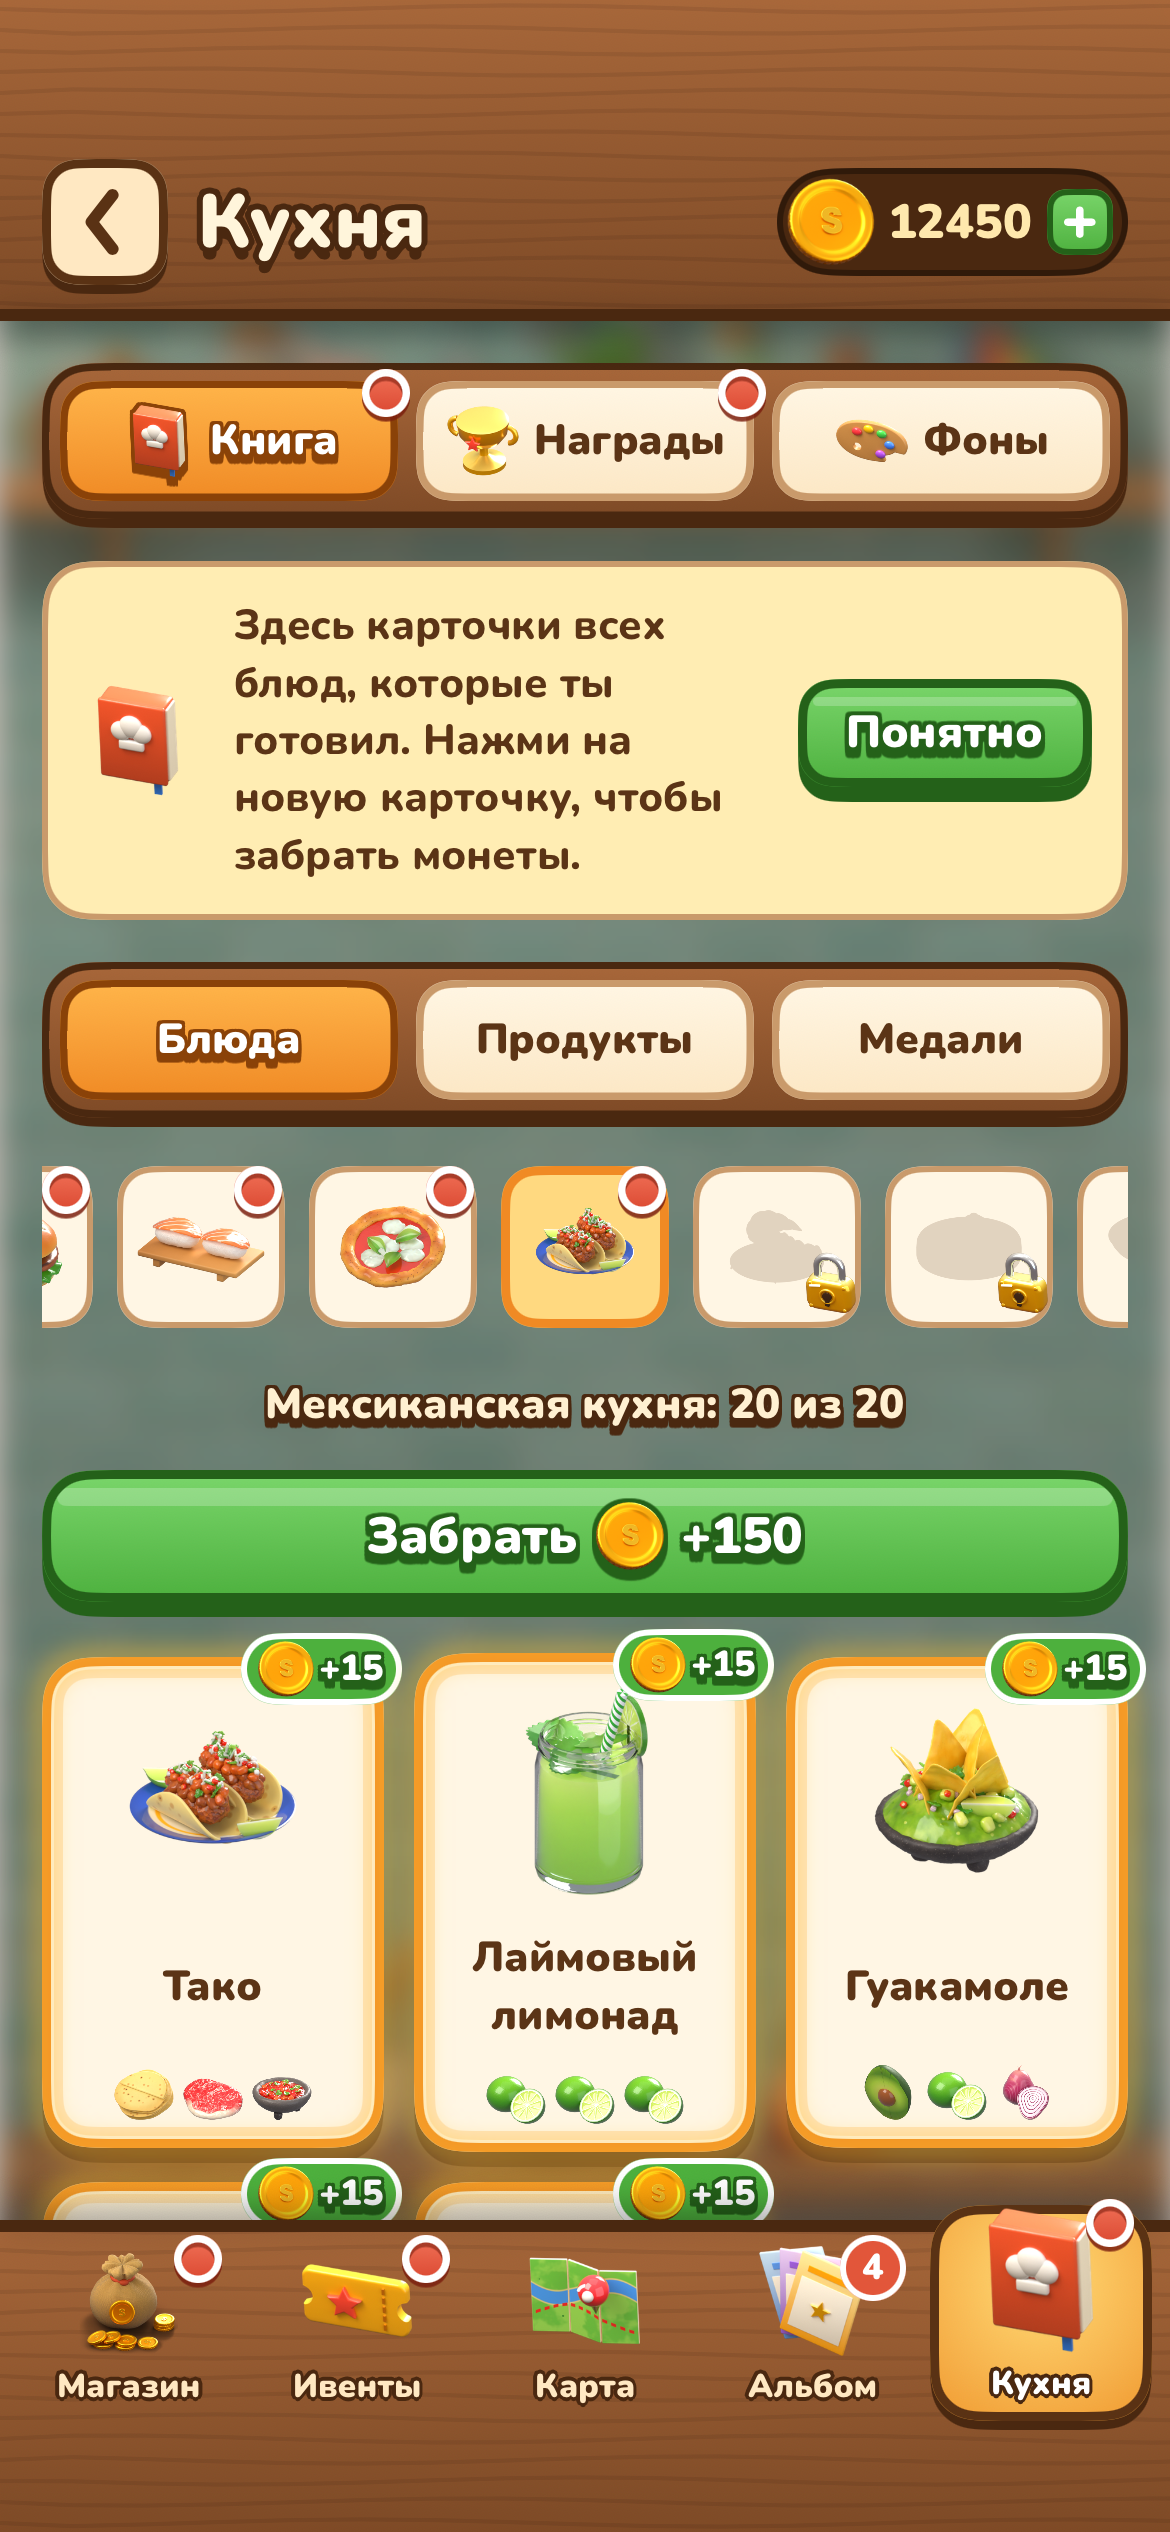 Кухня
12450
Книга
Награды
Фоны
Здесь карточки всех
блюд, которые ты
готовил. Нажми на
новую карточку, чтобы
забрать монеты.
Понятно
Блюда
Продукты
Медали
Мексиканская кухня: 20 из 20
Забрать +150
+15
+15
+15
Тако
Лаймовый
лимонад
Гуакамоле
+15
+15
4
Магазин
Ивенты
Карта
Альбом
Кухня